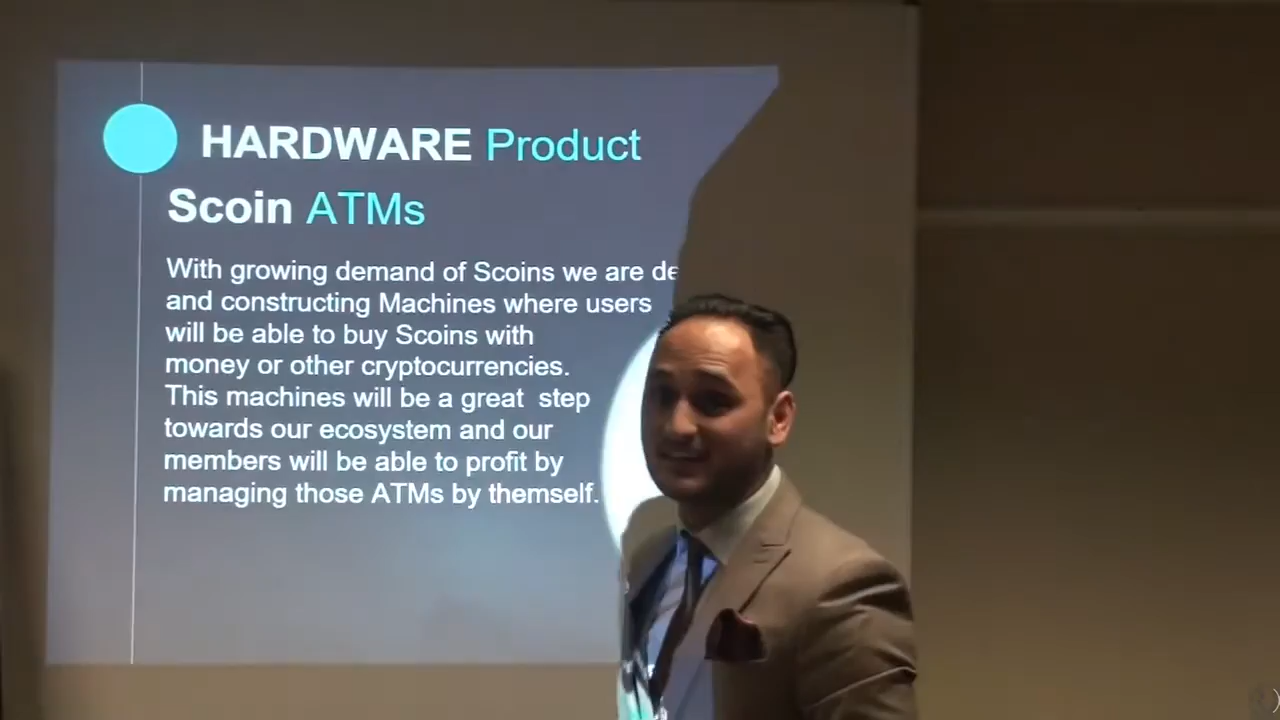 HARDWARE Product
Scoin ATMs
With growing demand of Scoins we are
and constructing Machines where users
will be able to buy Scoins with
money or other cryptocurrencies.
This machines will be a great step
towards our ecosystem and our
members will be able to profit by
managing those ATMs by themself.